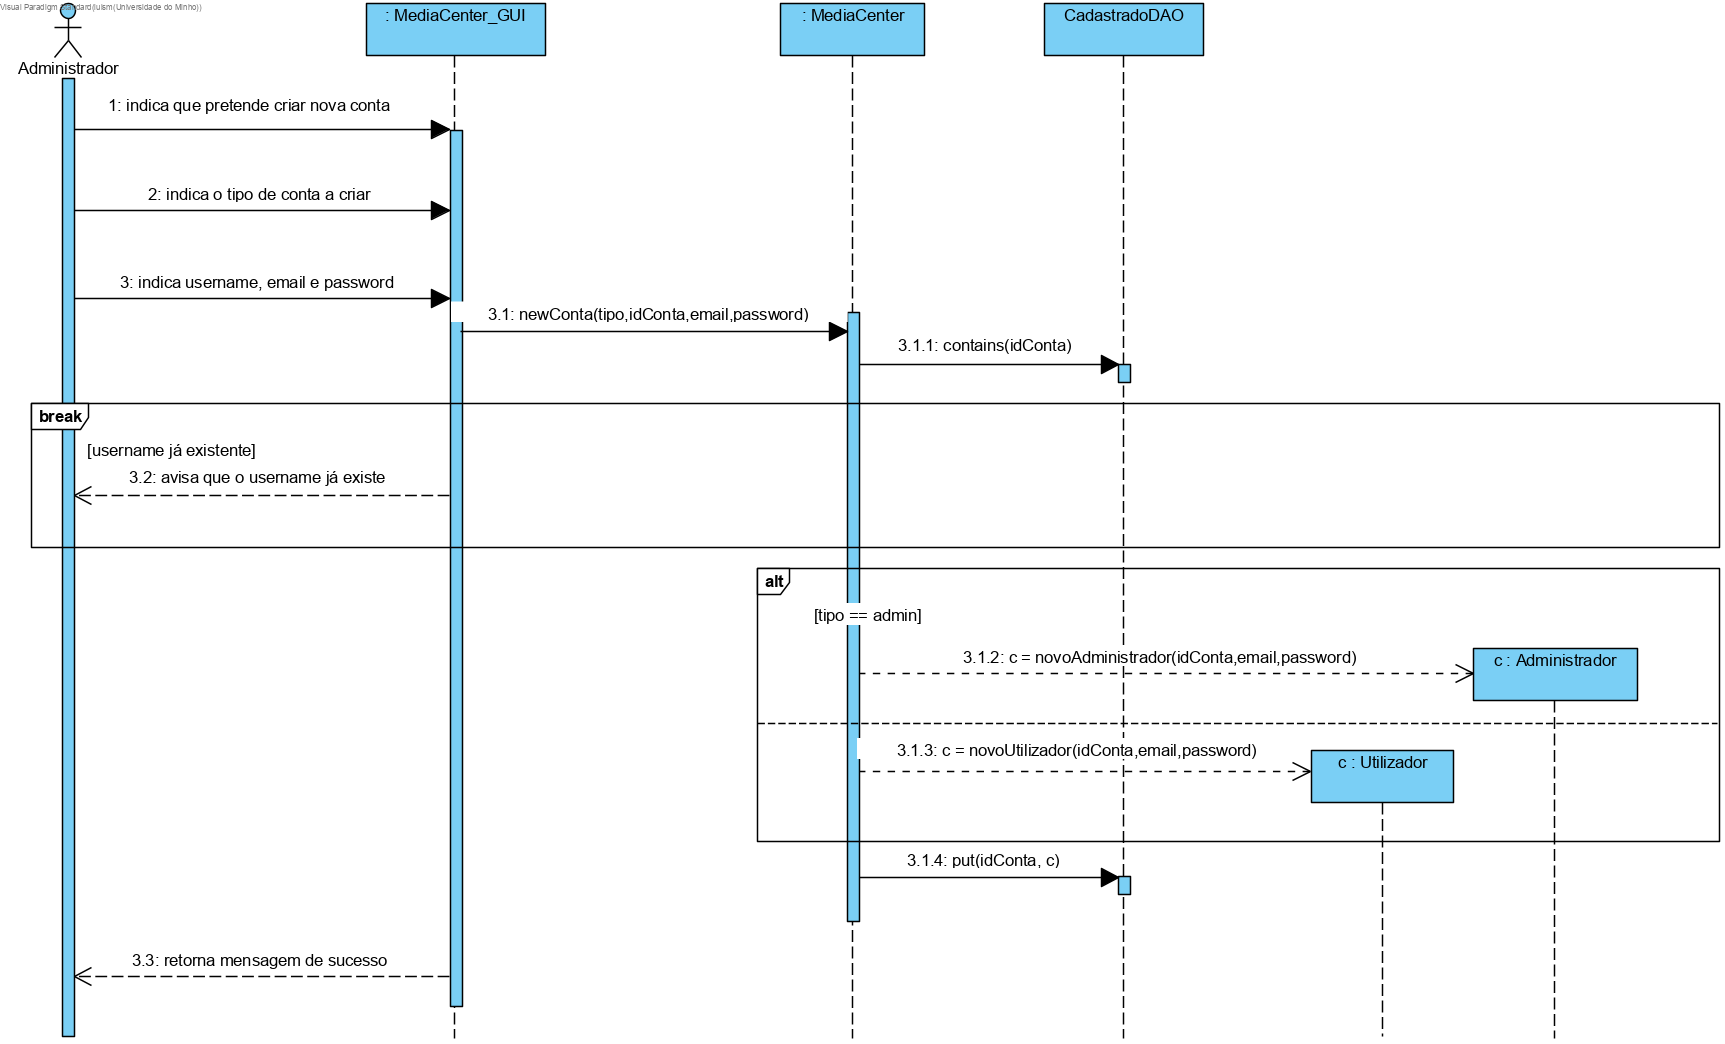 Visual Paradigm Standard(luism(Universidade do Minho))
: MediaCenter_GUI
: MediaCenter
CadastradoDAO
Administrador
1: indica que pretende criar nova conta
2: indica o tipo de conta a criar
3: indica username, email e password
3.1: newConta(tipo,idConta,email,password)
3.1.1: contains(idConta)
break
[username já existente]
3.2: avisa que o username já existe
alt
[tipo == admin]
3.1.2: c = novoAdministrador(idConta,email,password)
c : Administrador
3.1.3: c = novoUtilizador(idConta,email,password)
c : Utilizador
3.1.4: put(idConta, c)
3.3: retorna mensagem de sucesso